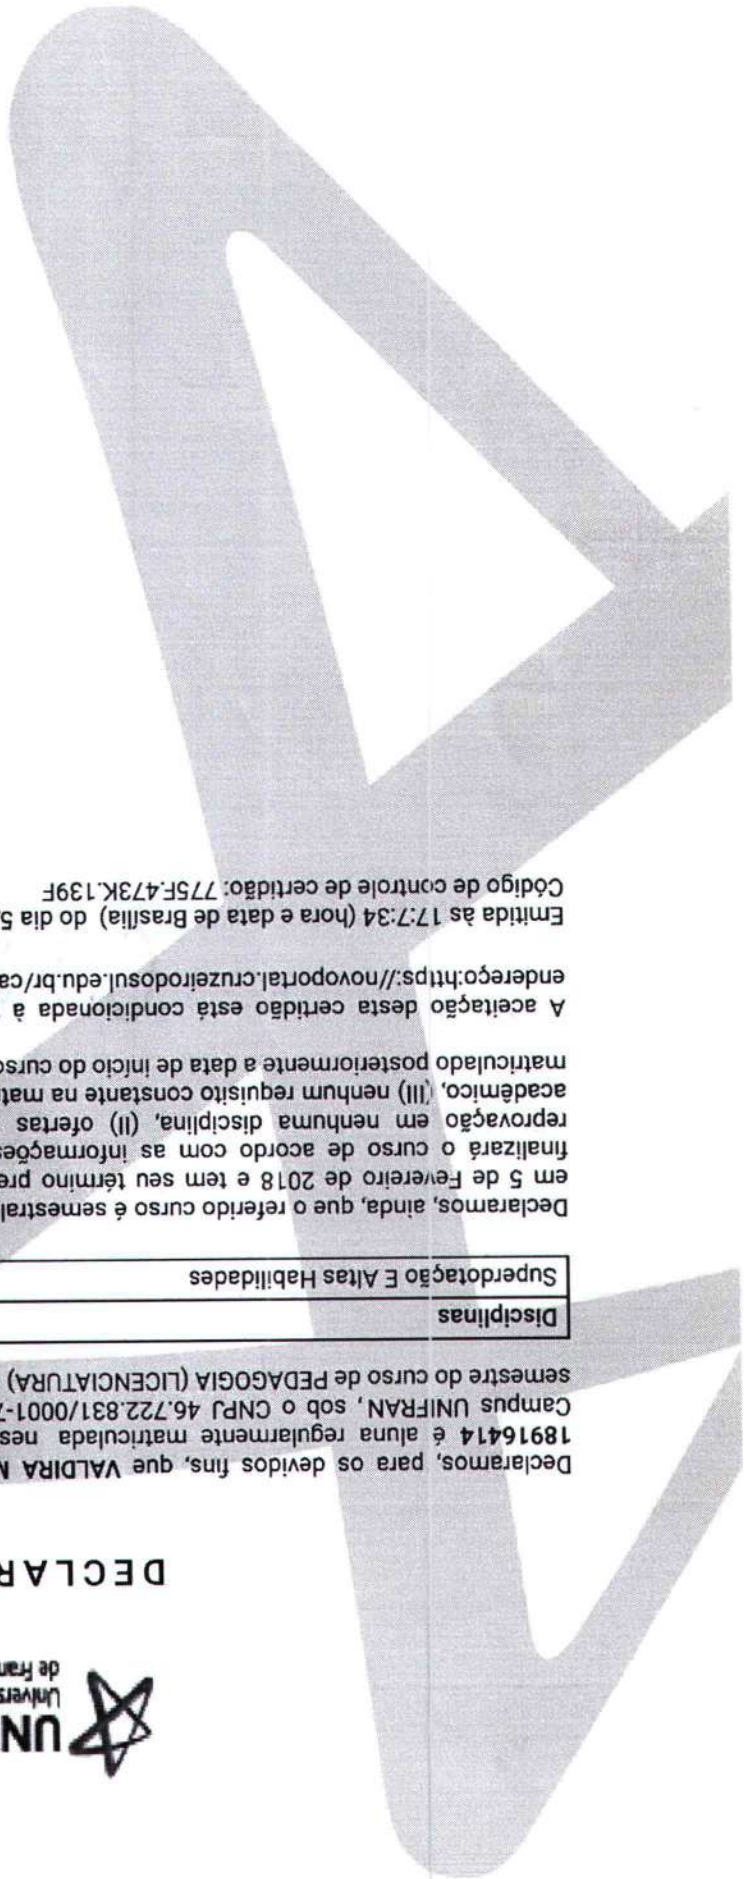 UN
Univers
de Fran
DECLAR
Declaramos, para os devidos fins, que VALDIRA N
18916414 é aluna regularmente matriculada nes
Campus UNIFRAN, sob o CNPJ 46.722.831/0001-7
semestre do curso de PEDAGOGIA (LICENCIATURA)
Disciplinas
Superdotação E Altas Habilidades
Declaramos, ainda, que o referido curso é semestral
em 5 de Fevereiro de 2018 e tem seu término pre
finalizará o curso de acordo com as informações
reprovação em nenhuma disciplina, (II) ofertas
acadêmico, (III) nenhum requisito constante na mat
matriculado posteriormente a data de início do curso
A aceitação desta certidão está condicionada à
endereço:https://novoportal.cruzeirodosul.edu.br/ca
Emitida às 17:7:34 (hora e data de Brasília) do dia 5
Código de controle de certidão: 775F.473K.139F